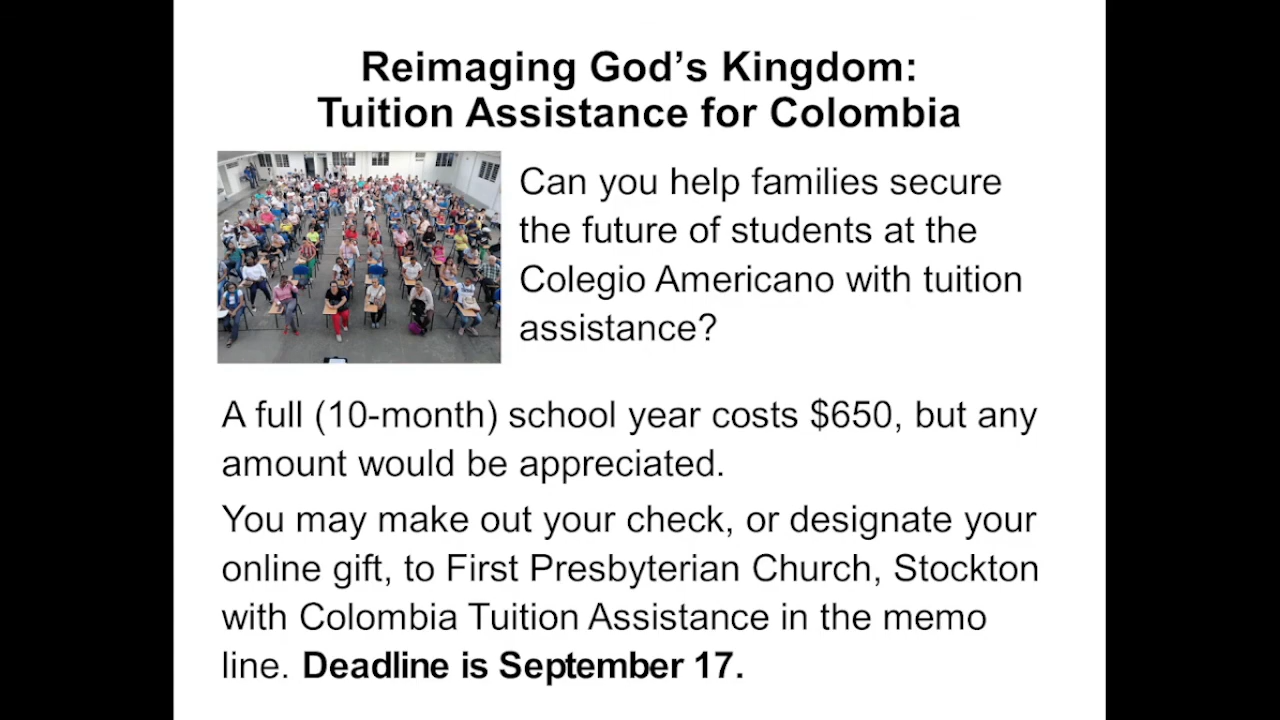 Reimaging God’s Kingdom:
Tuition Assistance for Colombia
Can you help families secure
the future of students at the
Colegio Americano with tuition
assistance?
A full (10-month) school year costs $650, but any
amount would be appreciated.
You may make out your check, or designate your
online gift, to First Presbyterian Church, Stockton
with Colombia Tuition Assistance in the memo
line. Deadline is September 17.